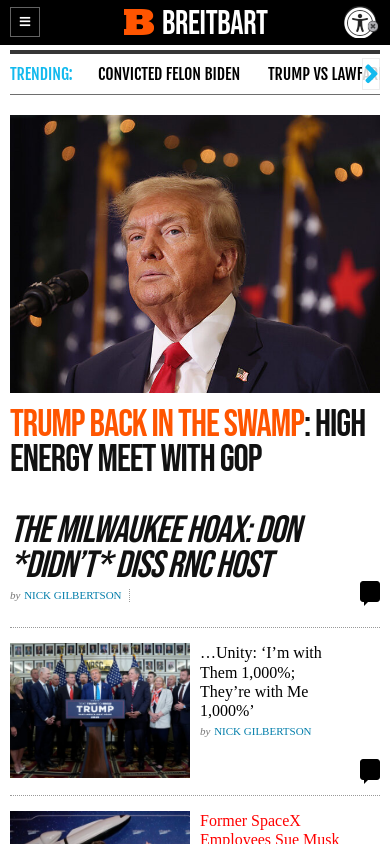 BREITBART
TRENDING:
CONVICTED FELON BIDEN
TRUMP VS LAWF
TRUMP BACK IN THE SWAMP: HIGH
ENERGY MEET WITH GOP
THE MILWAUKEE HOAX: DON
*DIDN’T* DISS RNC HOST
by NICK GILBERTSON
TRUMP
…Unity: ‘I’m with
Them 1,000%;
They’re with Me
1,000%’
by NICK GILBERTSON
Former SpaceX
Employees Sue Musk